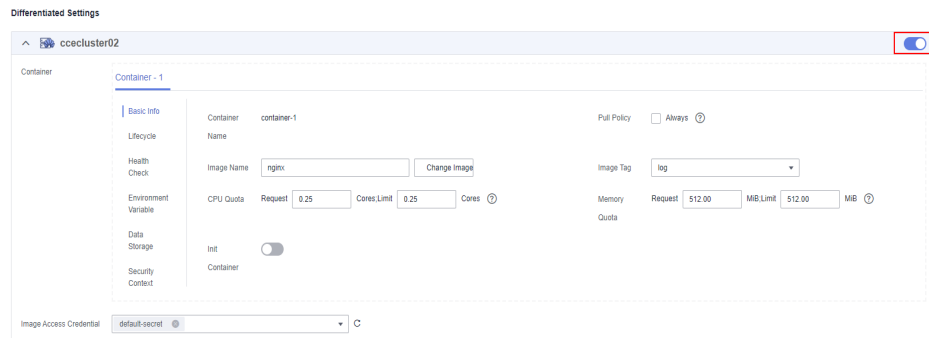 Differentiated Settings
ccecluster02
Container
Container - 1
Basic Info
Lifecycle
Health
Check
Environment
Variable
Data
Storage
Security
Context
Container
Name
container-1
Pull Policy
Always
Image Name
nginx
Change Image
Image Tag
log
CPU Quota
Request 0.25 Cores;Limit 0.25 Cores
Memory
Quota
Request 512.00 MiB;Limit 512.00 MiB
Init
Container
Image Access Credential
default-secret